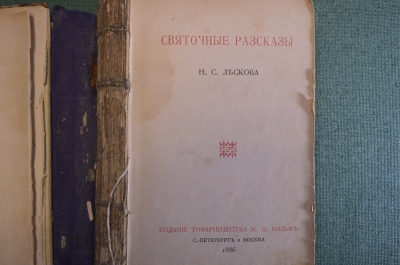 СВЯТОЧНЫЕ РАЗСКАЗЫ
Н. С. ЛѢСКОВА
ИЗДАНІЕ ТОВАРИЩЕСТВА М. О. ВОЛЬФЪ
С.-ПЕТЕРБУРГЪ и МОСКВА
1886